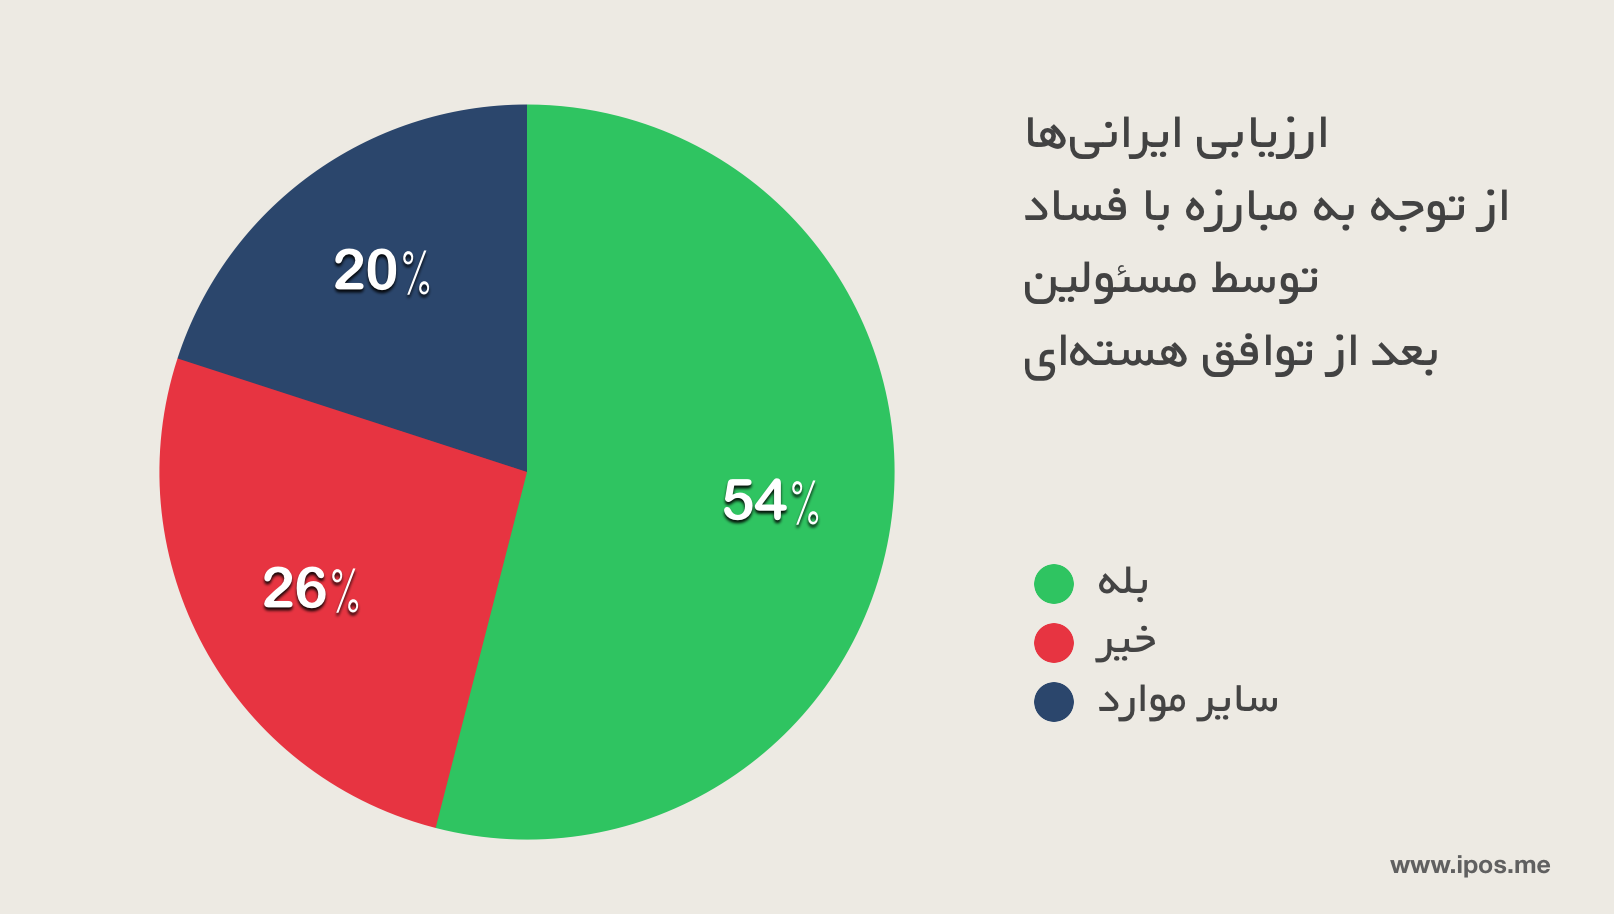 ارزیابی ایرانی‌ها
از توجه به مبارزه با فساد
توسط مسئولین
بعد از توافق هسته‌ای
20%
54%
26%
بله
خیر
سایر موارد
www.ipos.me